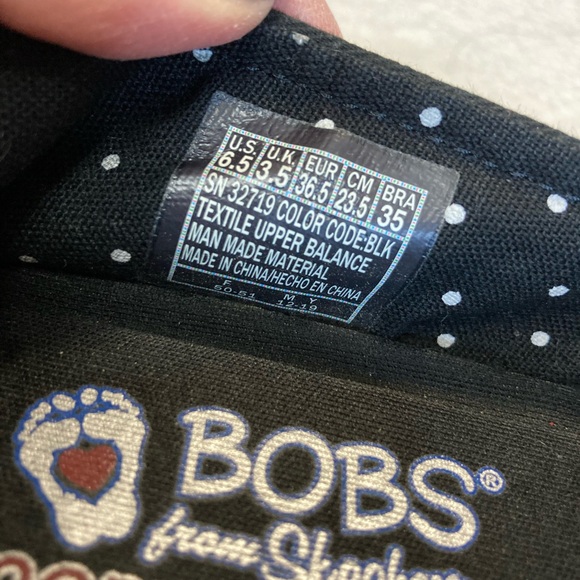 U.S. U.K. EUR CM BRA
6.5 3.5 36.5 23.5 35
SN 32719 COLOR CODE:BLK
TEXTILE UPPER BALANCE
MAN MADE MATERIAL
MADE IN CHINA/HECHO EN CHINA
F M Y
50-51 12-19
BOBS®
from